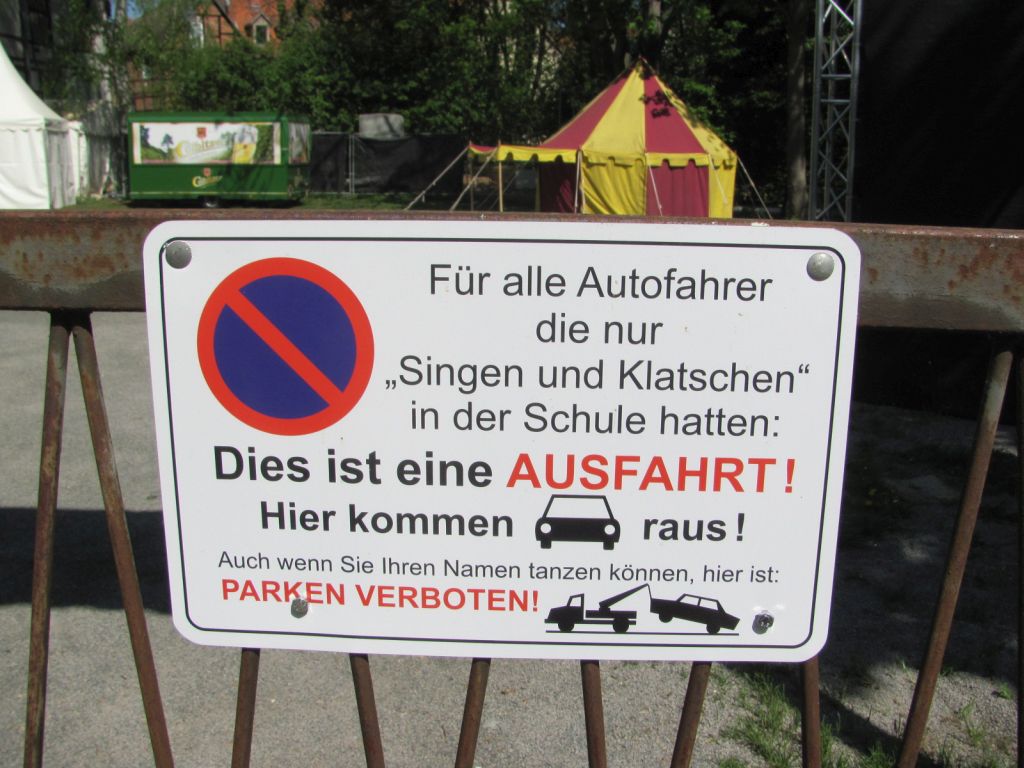 Für alle Autofahrer
die nur
„Singen und Klatschen“
in der Schule hatten:
Dies ist eine AUSFAHRT!
Hier kommen raus!
Auch wenn Sie Ihren Namen tanzen können, hier ist:
PARKEN VERBOTEN!